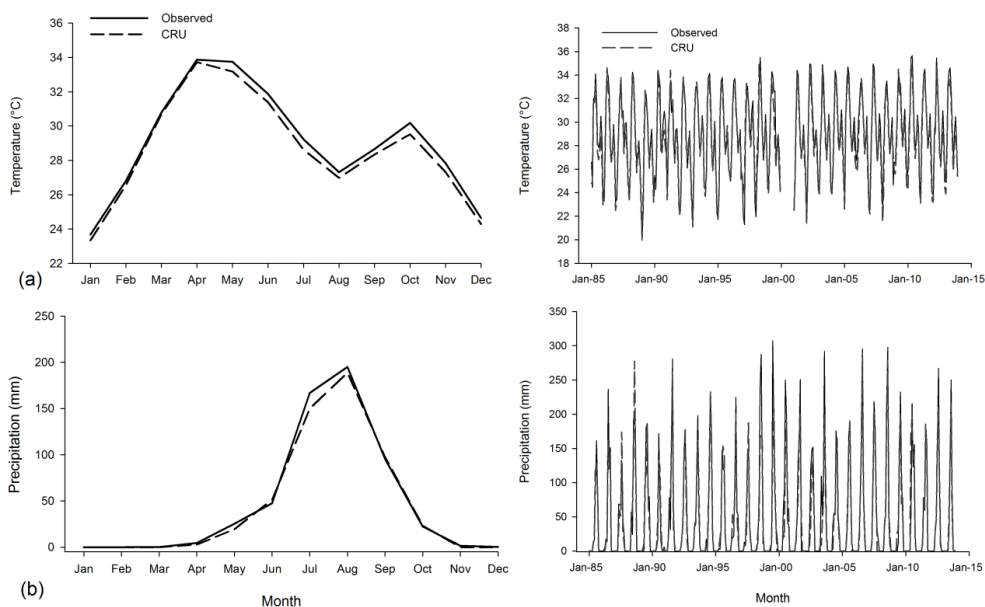 Observed
CRU
Temperature (°C)
36
34
32
30
28
26
24
22
Jan Feb Mar Apr May Jun Jul Aug Sep Oct Nov Dec
(a)
Observed
CRU
Temperature (°C)
38
36
34
32
30
28
26
24
22
20
18
Jan-85 Jan-90 Jan-95 Jan-00 Jan-05 Jan-10 Jan-15
Precipitation (mm)
250
200
150
100
50
0
Jan Feb Mar Apr May Jun Jul Aug Sep Oct Nov Dec
(b)
Month
Precipitation (mm)
350
300
250
200
150
100
50
0
Jan-85 Jan-90 Jan-95 Jan-00 Jan-05 Jan-10 Jan-15
Month